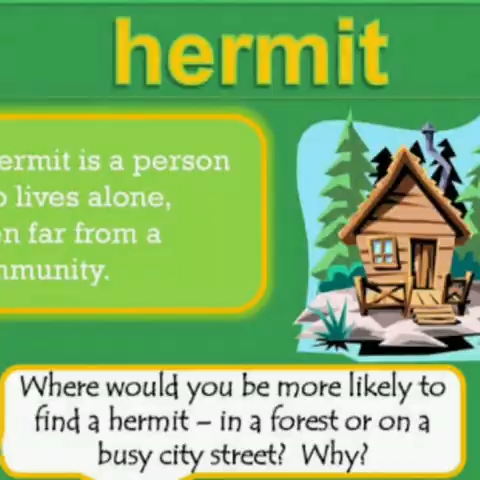 hermit
ermit is a person
lives alone,
far from a
mmunity.
Where would you be more likely to
find a hermit – in a forest or on a
busy city street? Why?